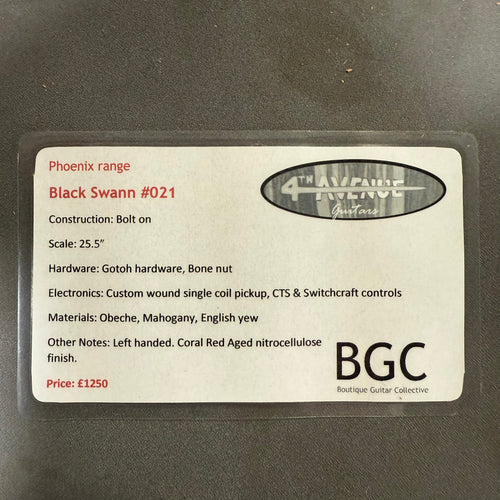 Phoenix range
4TH AVENUE
Guitars
Black Swann #021
Construction: Bolt on
Scale: 25.5”
Hardware: Gotoh hardware, Bone nut
Electronics: Custom wound single coil pickup, CTS & Switchcraft controls
Materials: Obeche, Mahogany, English yew
Other Notes: Left handed. Coral Red Aged nitrocellulose
finish.
Price: £1250
BGC
Boutique Guitar Collective